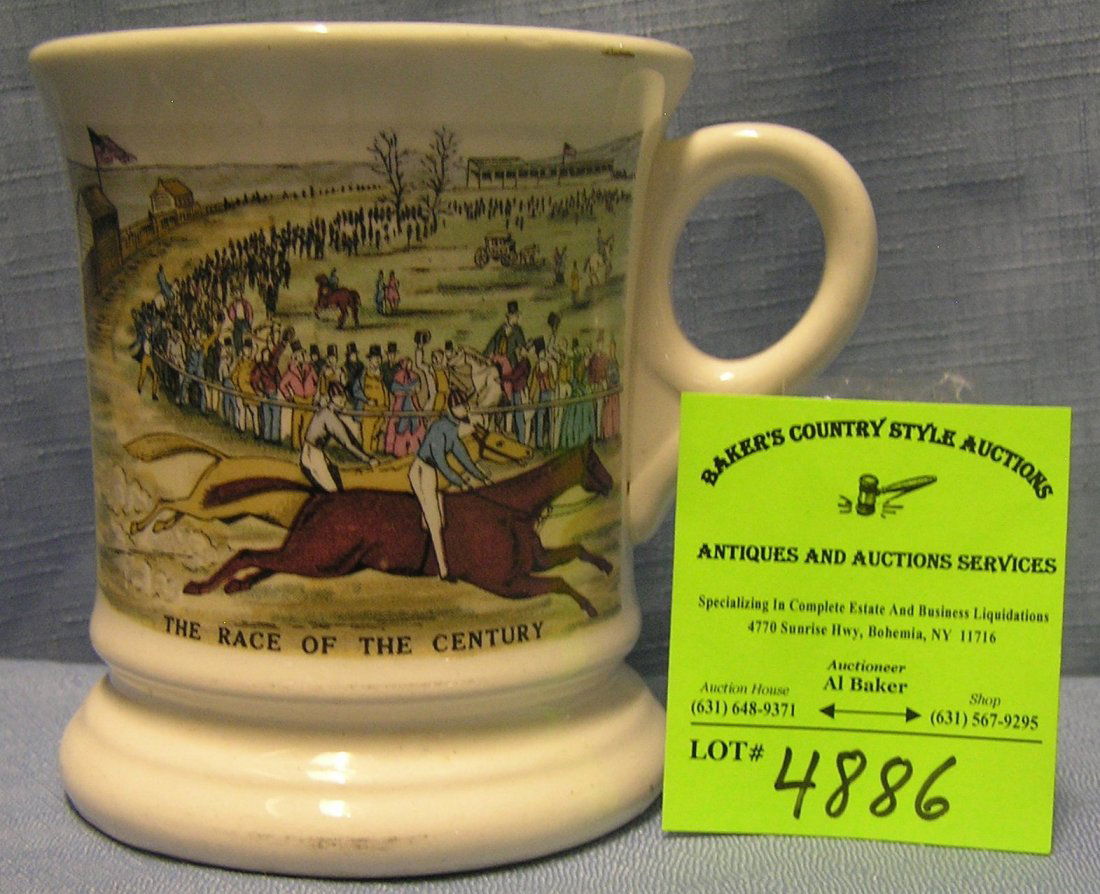 THE RACE OF THE CENTURY
BAKER'S COUNTRY STYLE AUCTIONS
ANTIQUES AND AUCTIONS SERVICES
Specializing In Complete Estate And Business Liquidations
4770 Sunrise Hwy, Bohemia, NY 11716
Auctioneer
Al Baker
Auction House
(631) 648-9371
Shop
(631) 567-9295
LOT# 4886